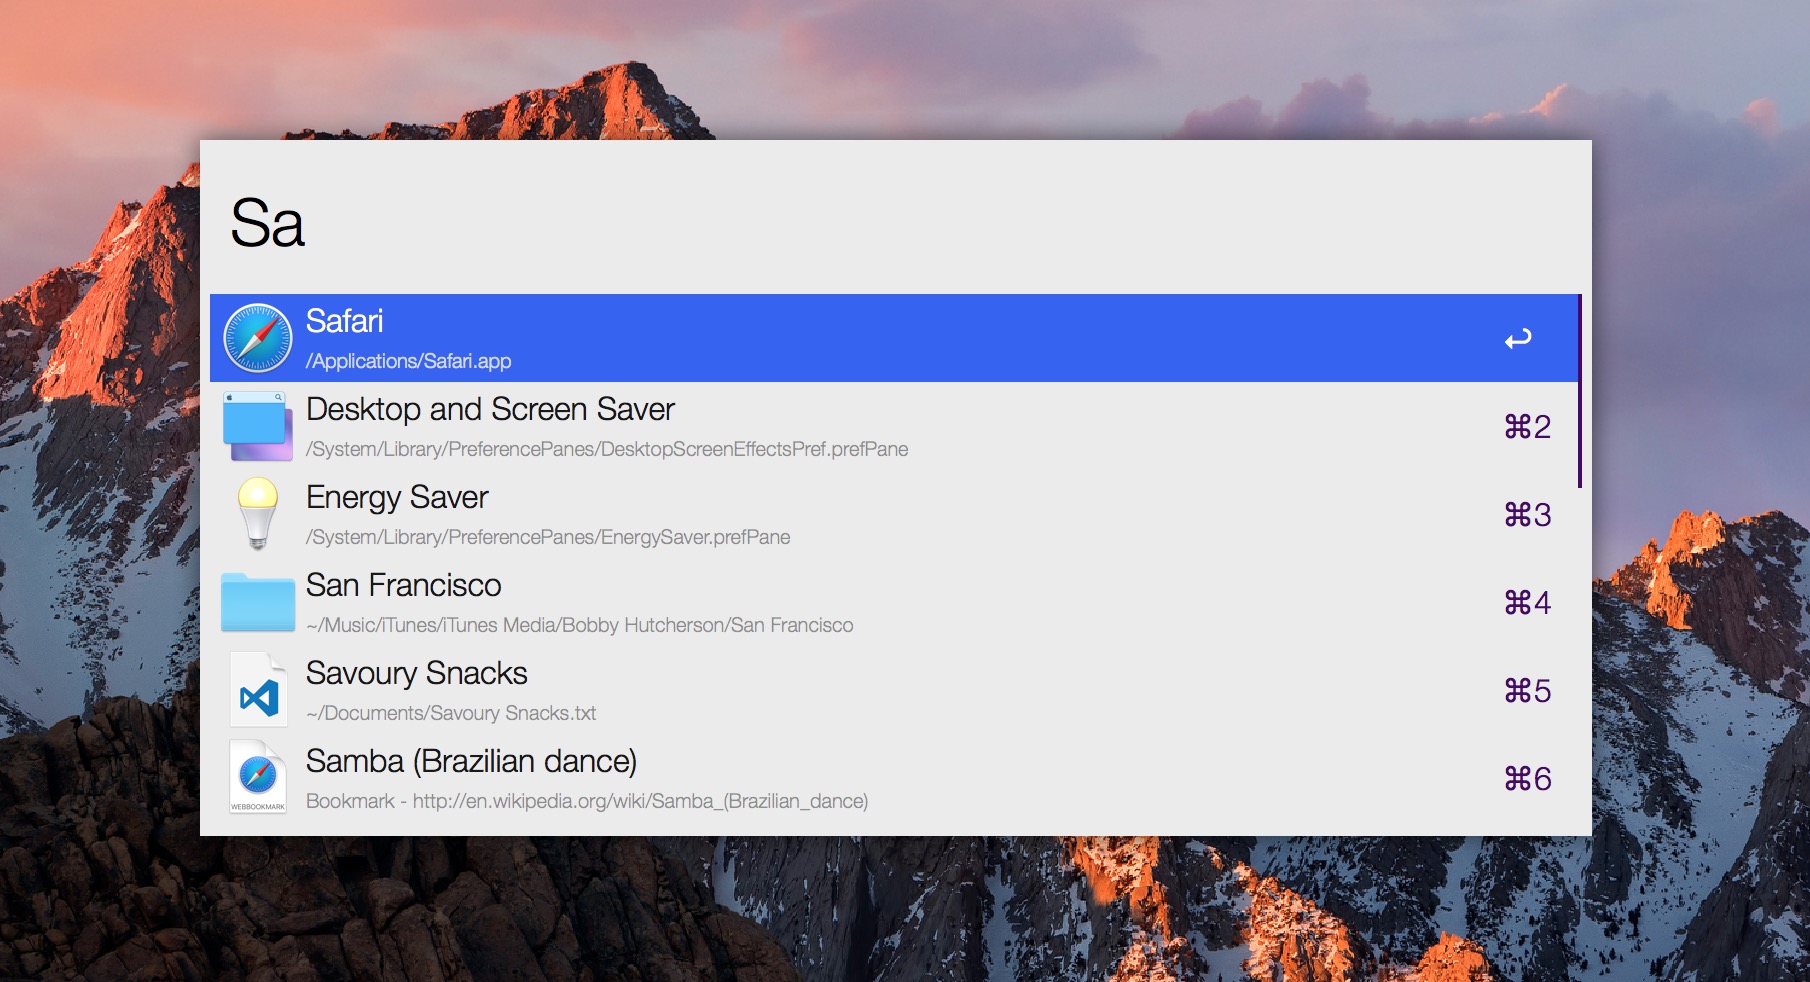 Sa
Safari
/Applications/Safari.app
Desktop and Screen Saver
⌘2
/System/Library/PreferencePanes/DesktopScreenEffectsPref.prefPane
Energy Saver
⌘3
/System/Library/PreferencePanes/EnergySaver.prefPane
San Francisco
⌘4
~/Music/iTunes/iTunes Media/Bobby Hutcherson/San Francisco
Savoury Snacks
⌘5
~/Documents/Savoury Snacks.txt
Samba (Brazilian dance)
⌘6
WEBBOOKMARK
Bookmark - http://en.wikipedia.org/wiki/Samba_(Brazilian_dance)